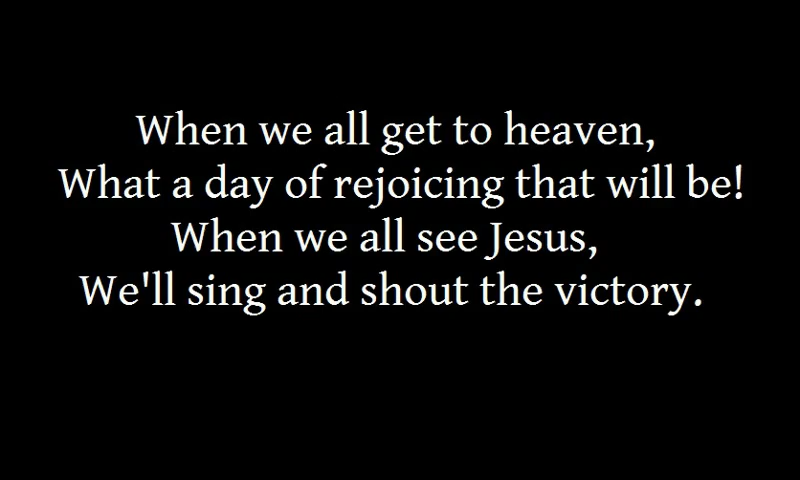 When we all get to heaven,
What a day of rejoicing that will be!
When we all see Jesus,
We'll sing and shout the victory.